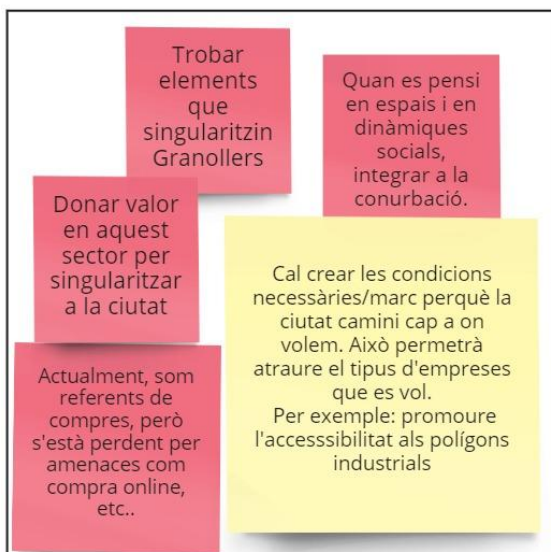 Trobar
elements
que
singularitzin
Granollers
Quan es pensi
en espais i en
dinàmiques
socials,
integrar a la
conurbació.
Donar valor
en aquest
sector per
singularitzar
a la ciutat
Cal crear les condicions
necessàries/marc perquè la
ciutat camini cap a on
volem. Això permetrà
atraure el tipus d'empreses
que es vol.
Per exemple: promoure
l'accesssibilitat als polígons
industrials
Actualment, som
referents de
compres, però
s'està perdent per
amenaces com
compra online,
etc..